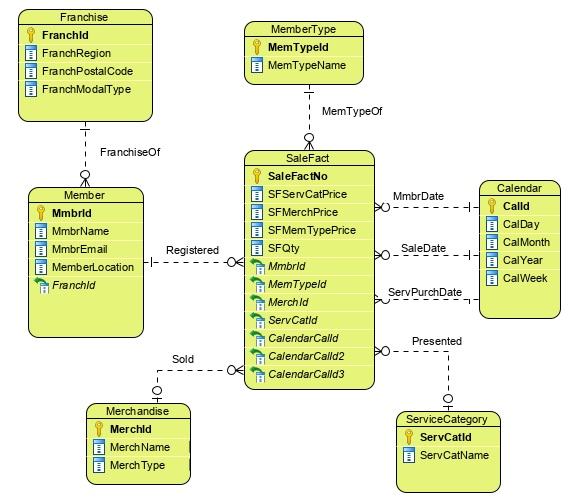 Franchise
FranchId
FranchRegion
FranchPostalCode
FranchModalType
MemberType
MemTypeId
MemTypeName
FranchiseOf
MemTypeOf
Member
MmbrId
MmbrName
MmbrEmail
MemberLocation
FranchId
Registered
SaleFact
SaleFactNo
SFServCatPrice
SFMerchPrice
SFMemTypePrice
SFQty
MmbrId
MemTypeId
MerchId
ServCatId
CalendarCalId
CalendarCalId2
CalendarCalId3
MmbrDate
SaleDate
ServPurchDate
Calendar
CalId
CalDay
CalMonth
CalYear
CalWeek
Sold
Presented
Merchandise
MerchId
MerchName
MerchType
ServiceCategory
ServCatId
ServCatName